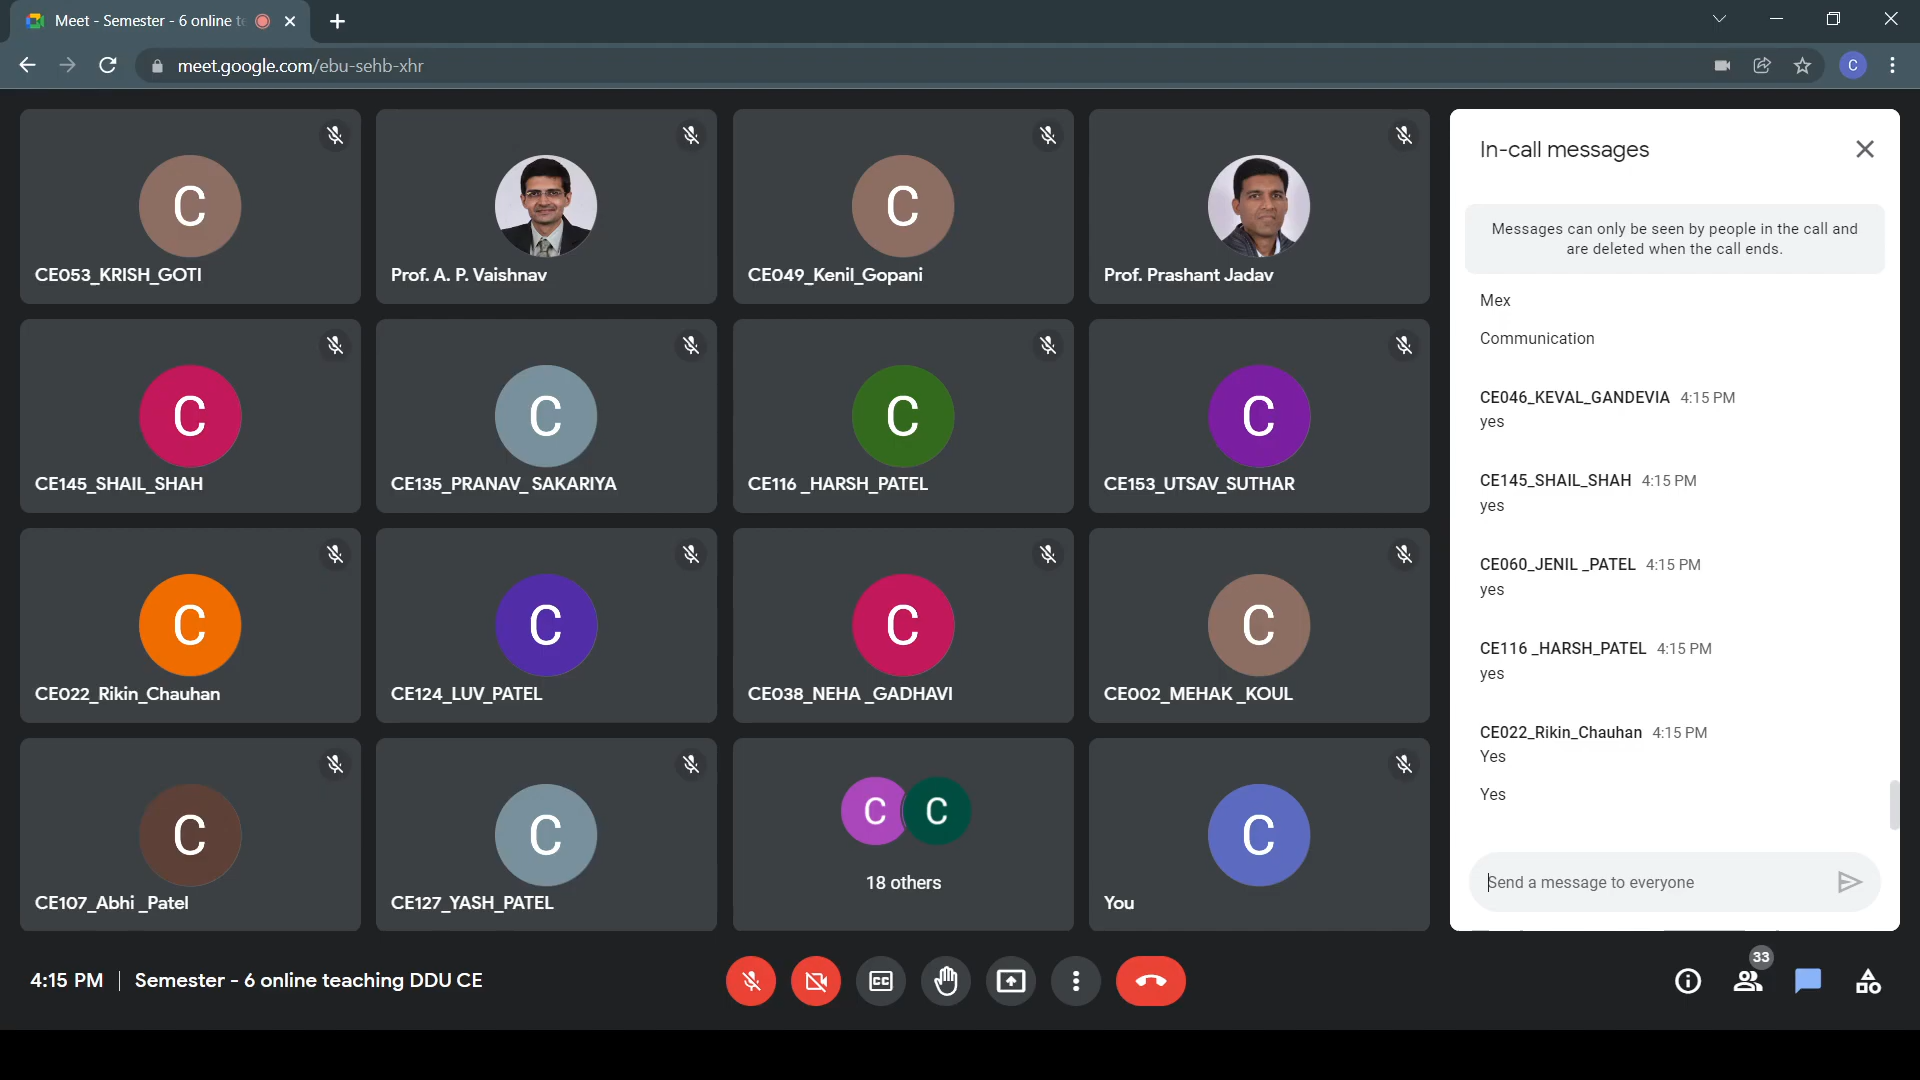 Meet - Semester - 6 online te
meet.google.com/ebu-sehb-xhr
C
C
CE053_KRISH_GOTI
Prof. A. P. Vaishnav
C
CE049_Kenil_Gopani
Prof. Prashant Jadav
C
CE145_SHAIL_SHAH
C
CE135_PRANAV_ SAKARIYA
C
CE116 _HARSH_PATEL
C
CE153_UTSAV_SUTHAR
C
CE022_Rikin_Chauhan
C
CE124_LUV_PATEL
C
CE038_NEHA _GADHAVI
C
CE002_MEHAK _KOUL
C
CE107_Abhi _Patel
C
CE127_YASH_PATEL
C C
18 others
C
You
In-call messages
Messages can only be seen by people in the call and
are deleted when the call ends.
Mex
Communication
CE046_KEVAL_GANDEVIA 4:15 PM
yes
CE145_SHAIL_SHAH 4:15 PM
yes
CE060_JENIL _PATEL 4:15 PM
yes
CE116 _HARSH_PATEL 4:15 PM
yes
CE022_Rikin_Chauhan 4:15 PM
Yes
Yes
Send a message to everyone
4:15 PM | Semester - 6 online teaching DDU CE
CC
33